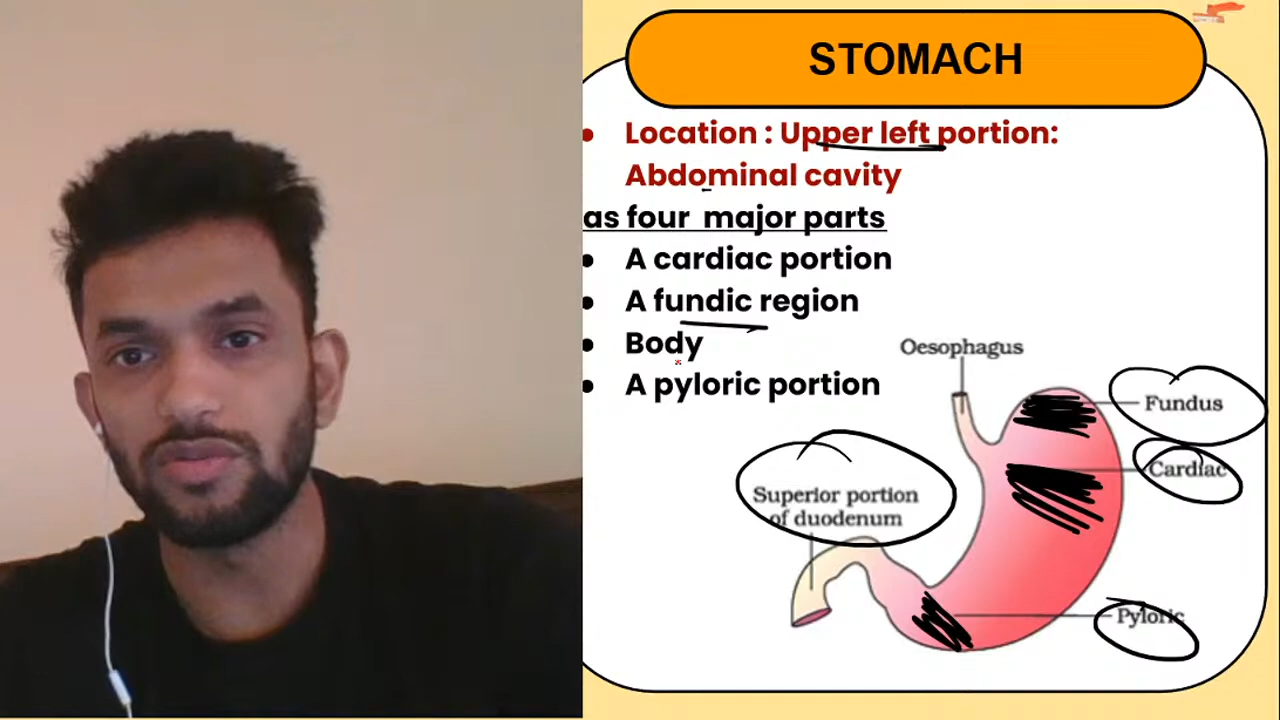 STOMACH
Location : Upper left portion:
Abdominal cavity
as four major parts
A cardiac portion
A fundic region
Body
A pyloric portion
Oesophagus
Fundus
Cardiac
Superior portion
of duodenum
Pyloric